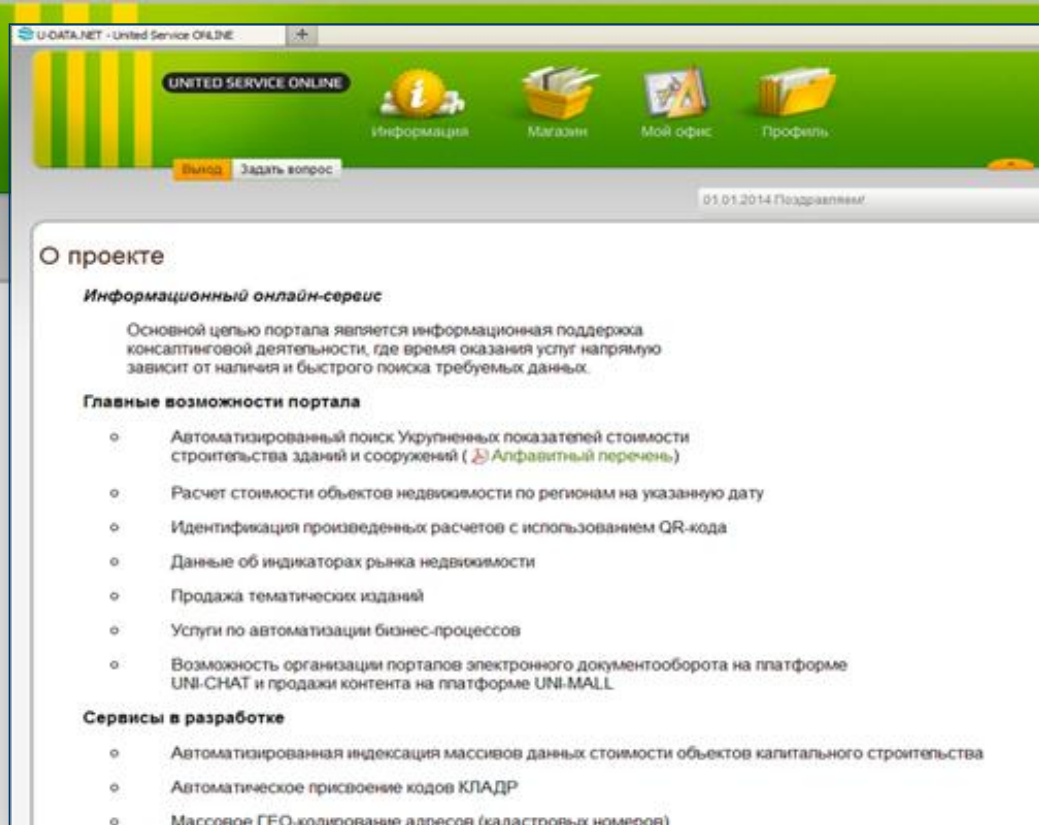 U-DATA.NET - United Service ONLINE
UNITED SERVICE ONLINE
Информация Магазин Мой офис Профиль
Выход Задать вопрос
01.01.2014 Поздравляем!
О проекте
Информационный онлайн-сервис
Основной целью портала является информационная поддержка
консалтинговой деятельности, где время оказания услуг напрямую
зависит от наличия и быстрого поиска требуемых данных.
Главные возможности портала
Автоматизированный поиск Укрупненных показателей стоимости
строительства зданий и сооружений ( Алфавитный перечень)
Расчет стоимости объектов недвижимости по регионам на указанную дату
Идентификация произведенных расчетов с использованием QR-кода
Данные об индикаторах рынка недвижимости
Продажа тематических изданий
Услуги по автоматизации бизнес-процессов
Возможность организации порталов электронного документооборота на платформе
UNI-CHAT и продажи контента на платформе UNI-MALL
Сервисы в разработке
Автоматизированная индексация массивов данных стоимости объектов капитального строительства
Автоматическое присвоение кодов КЛАДР
Массовое ГЕО-кодирование адресов (кадастровых номеров)